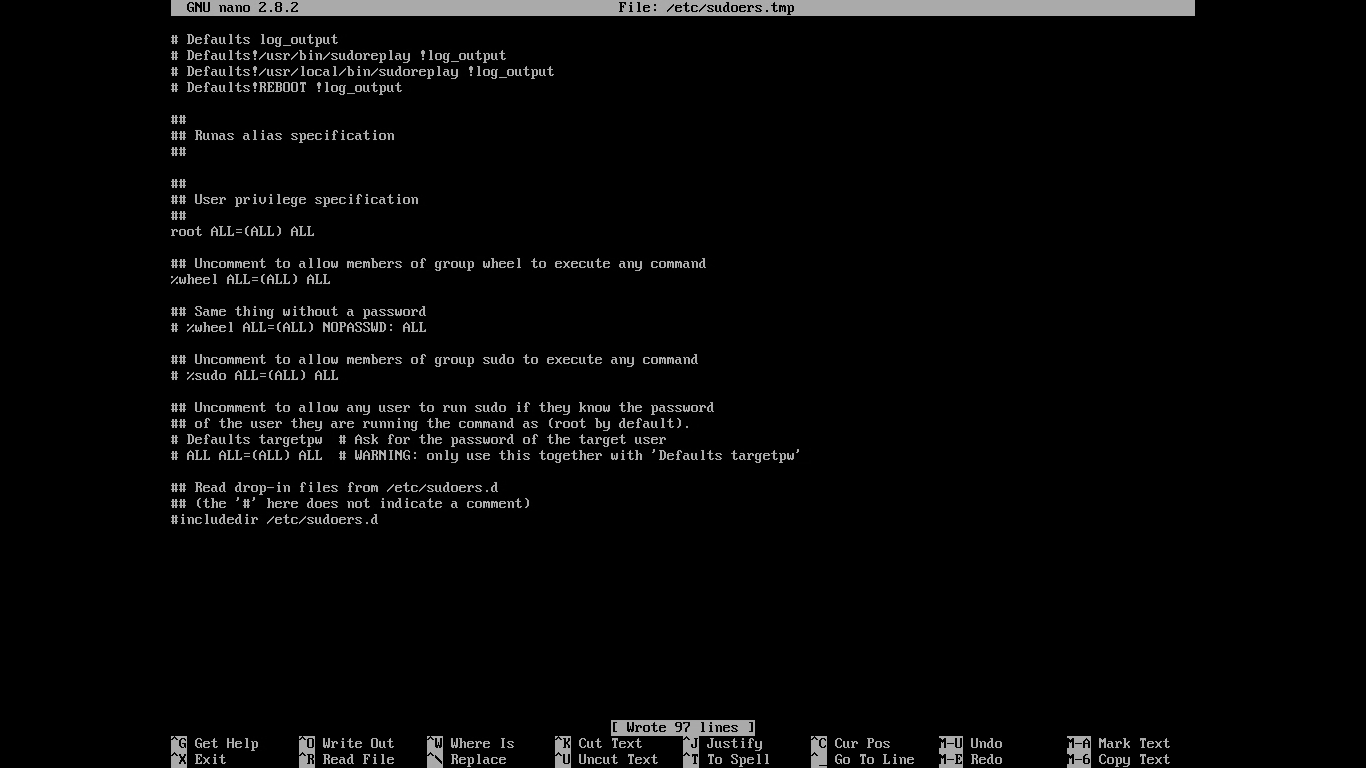 GNU nano 2.8.2 File: /etc/sudoers.tmp
# Defaults log_output
# Defaults!/usr/bin/sudoreplay !log_output
# Defaults!/usr/local/bin/sudoreplay !log_output
# Defaults!REBOOT !log_output
##
## Runas alias specification
##
##
## User privilege specification
##
root ALL=(ALL) ALL
## Uncomment to allow members of group wheel to execute any command
%wheel ALL=(ALL) ALL
## Same thing without a password
# %wheel ALL=(ALL) NOPASSWD: ALL
## Uncomment to allow members of group sudo to execute any command
# %sudo ALL=(ALL) ALL
## Uncomment to allow any user to run sudo if they know the password
## of the user they are running the command as (root by default).
# Defaults targetpw  # Ask for the password of the target user
# ALL ALL=(ALL) ALL  # WARNING: only use this together with 'Defaults targetpw'
## Read drop-in files from /etc/sudoers.d
## (the '#' here does not indicate a comment)
#includedir /etc/sudoers.d
[ Wrote 97 lines ]
^G Get Help ^O Write Out ^W Where Is ^K Cut Text ^J Justify ^C Cur Pos M-U Undo M-A Mark Text
^X Exit ^R Read File ^\ Replace ^U Uncut Text ^T To Spell ^_ Go To Line M-E Redo M-6 Copy Text